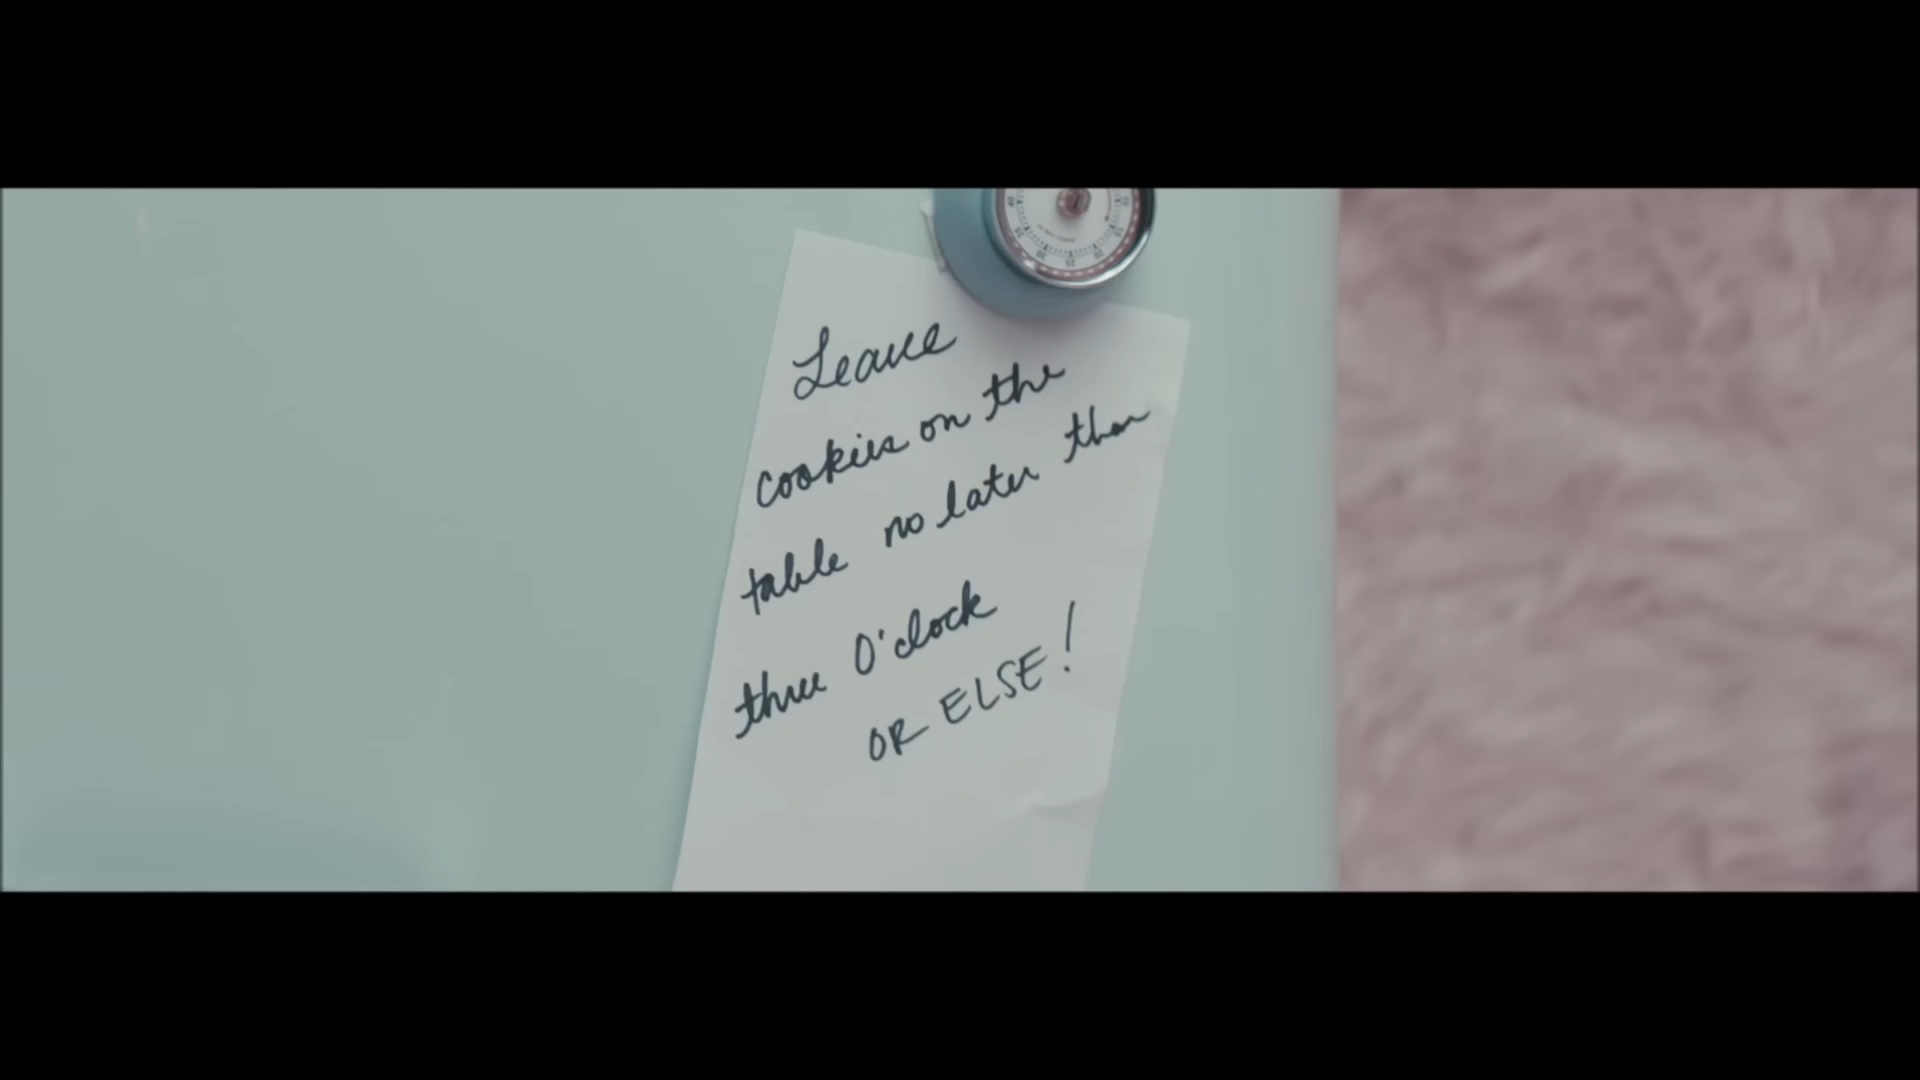 Leave
cookies on the
table no later than
three O'clock
OR ELSE!